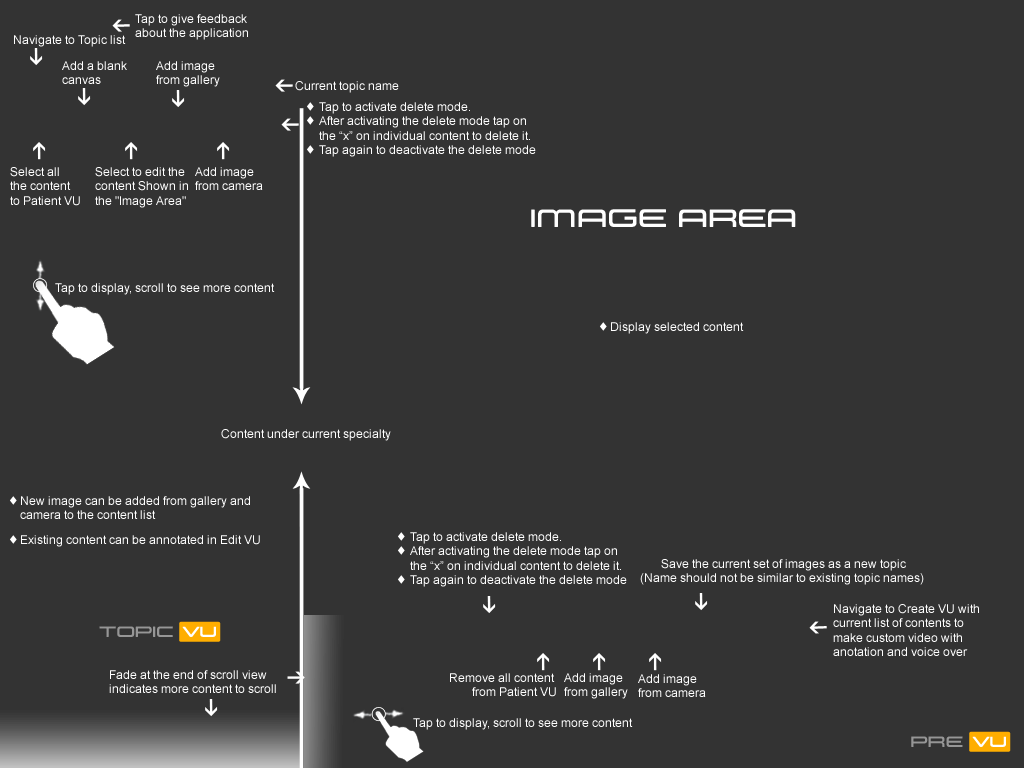 Tap to give feedback
about the application
Navigate to Topic list
Add a blank
canvas
Add image
from gallery
Current topic name
♦ Tap to activate delete mode.
♦ After activating the delete mode tap on
the “x” on individual content to delete it.
♦ Tap again to deactivate the delete mode
Select all
the content
to Patient VU
Select to edit the
content Shown in
the "Image Area"
Add image
from camera
IMAGE AREA
Tap to display, scroll to see more content
♦ Display selected content
Content under current specialty
♦ New image can be added from gallery and
camera to the content list
♦ Existing content can be annotated in Edit VU
♦ Tap to activate delete mode.
♦ After activating the delete mode tap on
the “x” on individual content to delete it.
♦ Tap again to deactivate the delete mode
Save the current set of images as a new topic
(Name should not be similar to existing topic names)
Navigate to Create VU with
current list of contents to
make custom video with
anotation and voice over
TOPIC VU
Fade at the end of scroll view
indicates more content to scroll
Remove all content
from Patient VU
Add image
from gallery
Add image
from camera
Tap to display, scroll to see more content
PRE VU